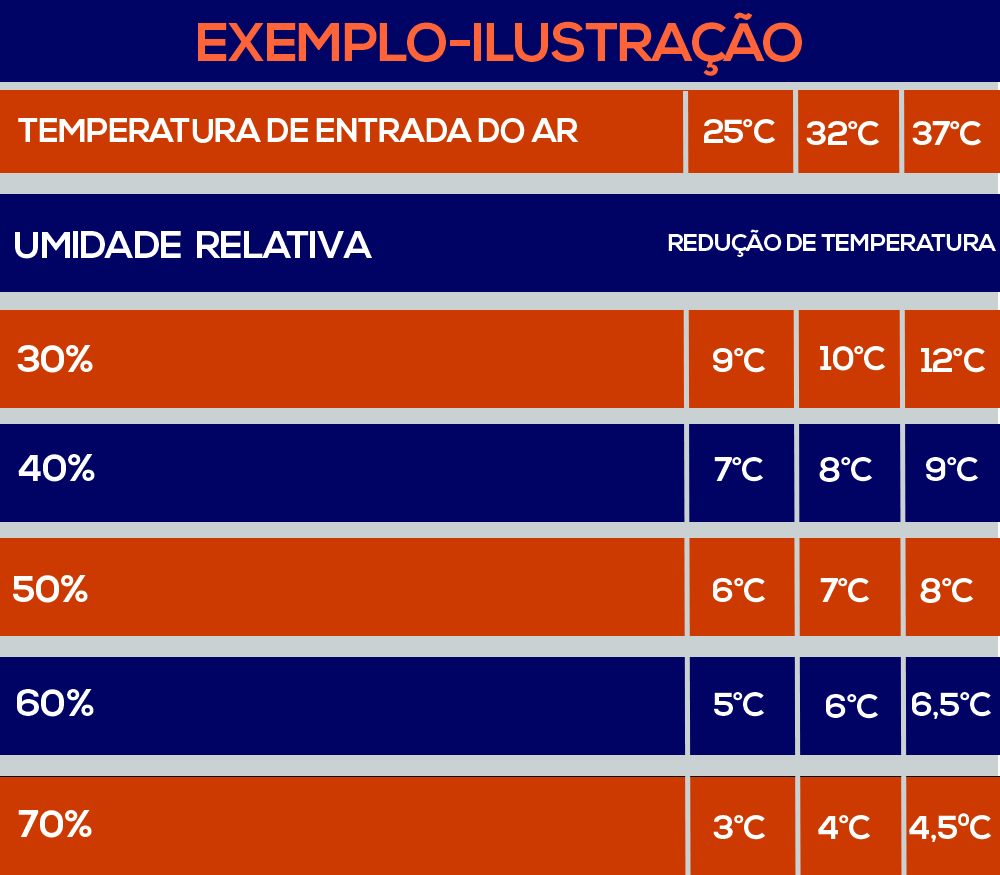 EXEMPLO-ILUSTRAÇÃO
TEMPERATURA DE ENTRADA DO AR 25°C 32°C 37°C
UMIDADE RELATIVA REDUÇÃO DE TEMPERATURA
30% 9°C 10°C 12°C
40% 7°C 8°C 9°C
50% 6°C 7°C 8°C
60% 5°C 6°C 6,5°C
70% 3°C 4°C 4,5ºC